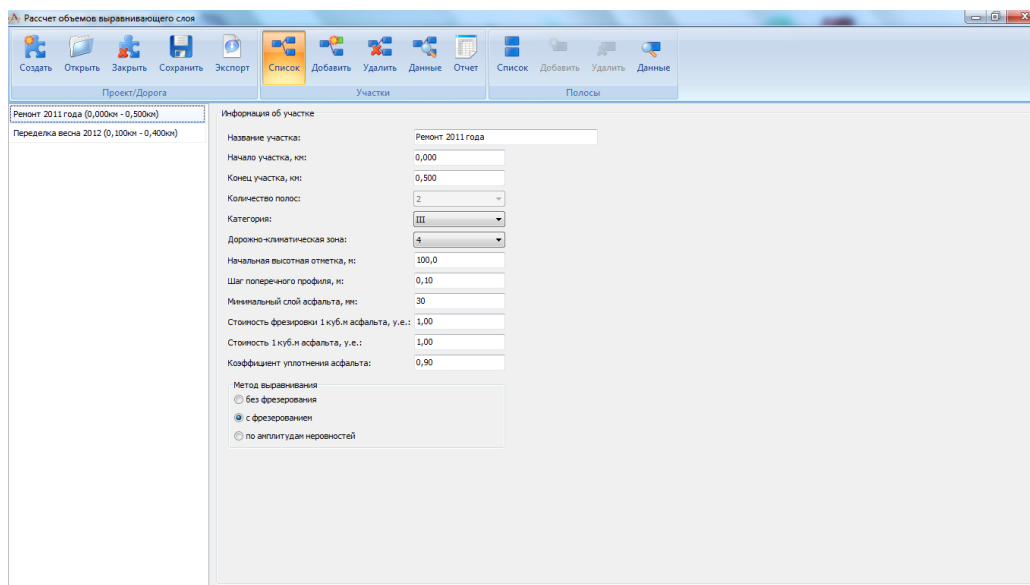 Рассчет объемов выравнивающего слоя
Создать Открыть Закрыть Сохранить Экспорт Список Добавить Удалить Данные Отчет Список Добавить Удалить Данные
Проект/Дорога Участки Полосы
Ремонт 2011 года (0,000км - 0,500км)
Переделка весна 2012 (0,100км - 0,400км)
Информация об участке
Название участка: Ремонт 2011 года
Начало участка, км: 0,000
Конец участка, км: 0,500
Количество полос: 2
Категория: III
Дорожно-климатическая зона: 4
Начальная высотная отметка, м: 100,0
Шаг поперечного профиля, м: 0,10
Минимальный слой асфальта, мм: 30
Стоимость фрезировки 1 куб.м асфальта, у.е.: 1,00
Стоимость 1 куб.м асфальта, у.е.: 1,00
Коэффициент уплотнения асфальта: 0,90
Метод выравнивания
без фрезерования
с фрезерованием
по амплитудам неровностей